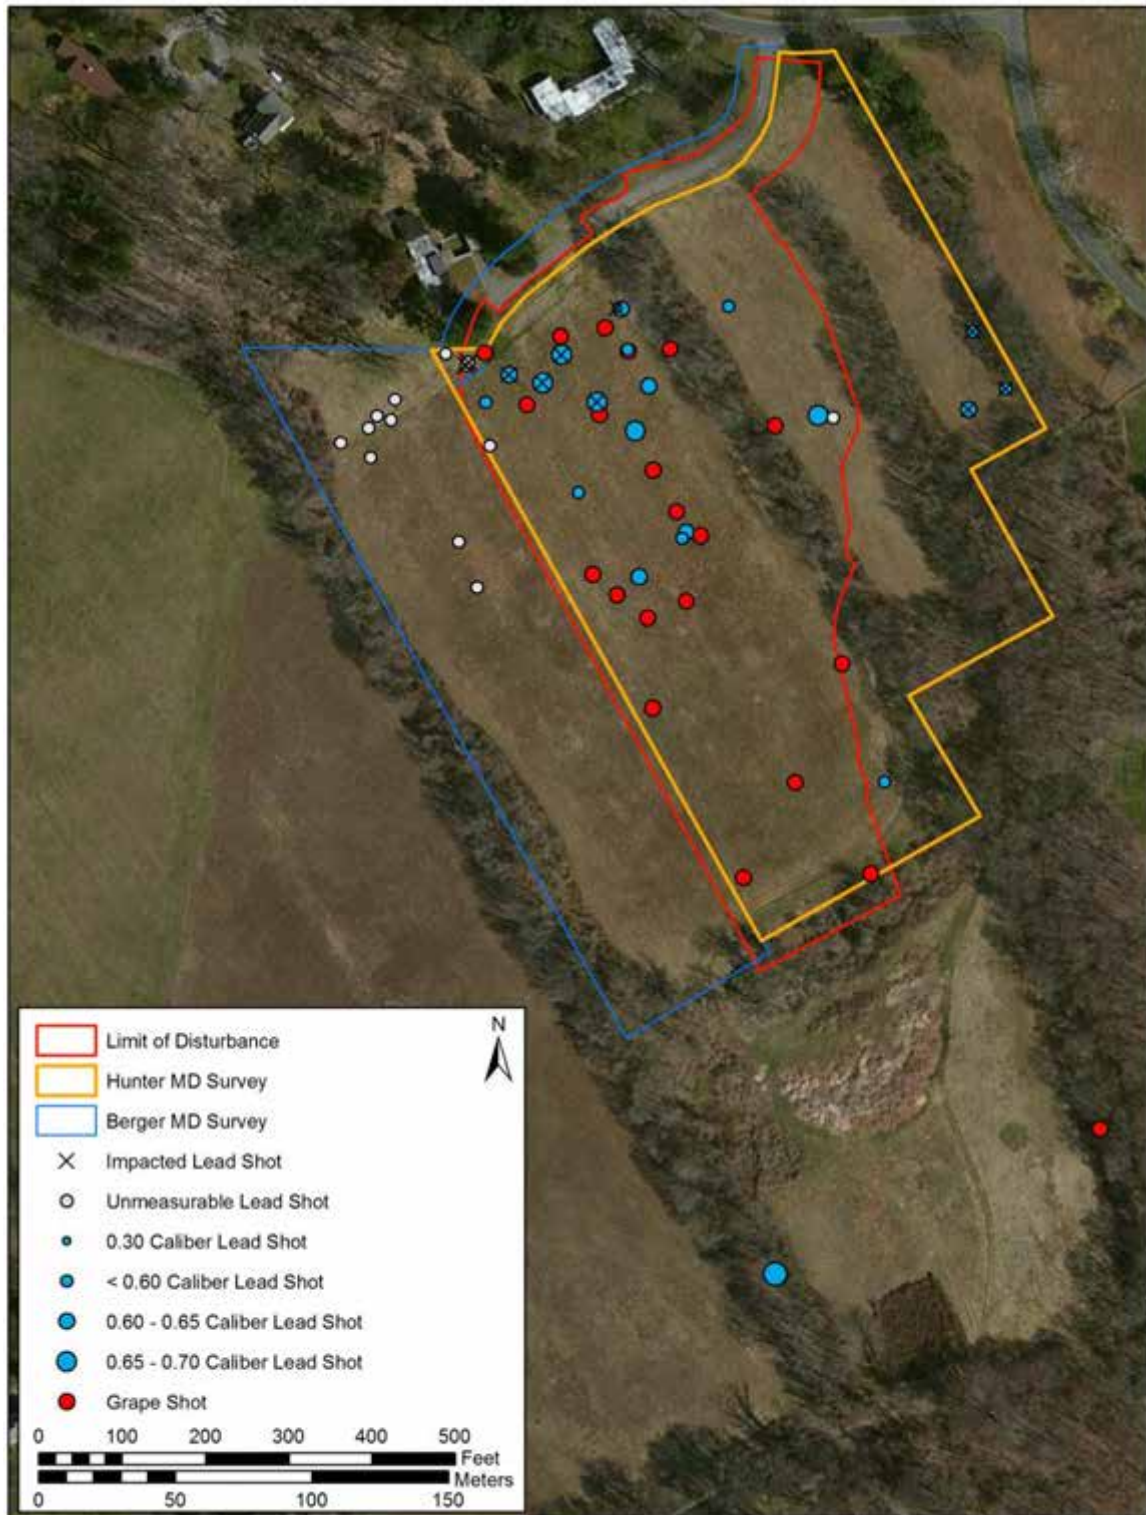 N
Limit of Disturbance
Hunter MD Survey
Berger MD Survey
Impacted Lead Shot
Unmeasurable Lead Shot
0.30 Caliber Lead Shot
< 0.60 Caliber Lead Shot
0.60 - 0.65 Caliber Lead Shot
0.65 - 0.70 Caliber Lead Shot
Grape Shot
0 100 200 300 400 500
Feet
Meters
0 50 100 150